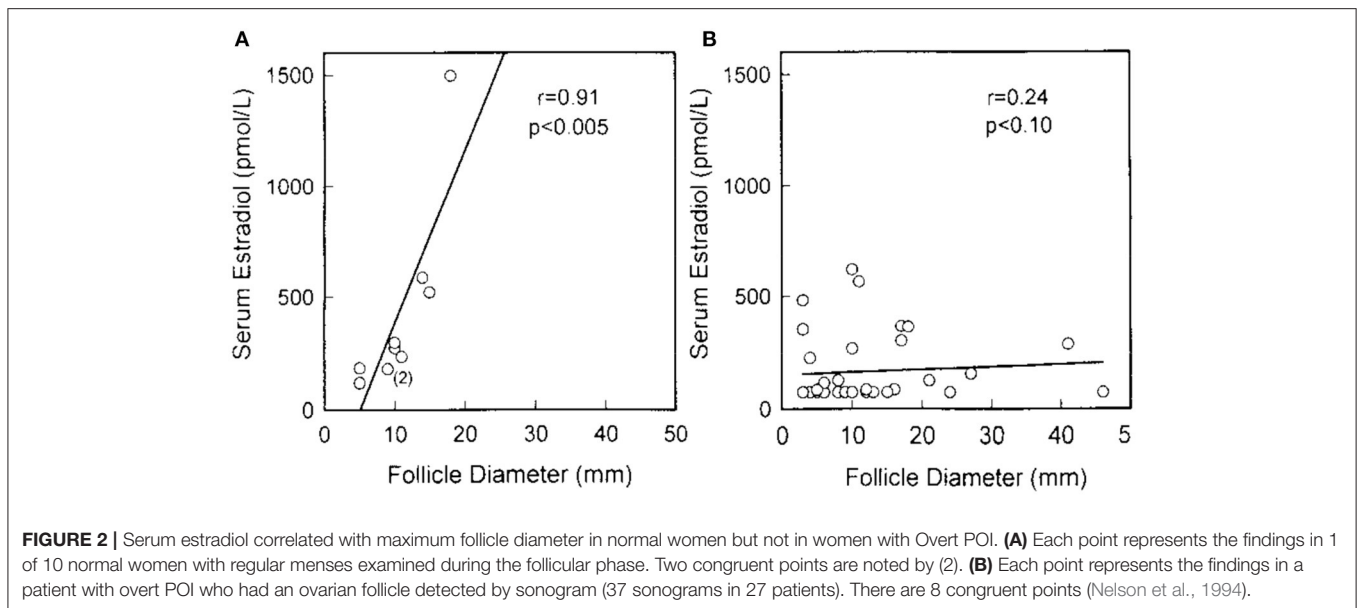 A
1500
1000
500
0
Serum Estradiol (pmol/L)
r=0.91
p<0.005
(2)
0 10 20 30 40 50
Follicle Diameter (mm)
B
1500
1000
500
0
Serum Estradiol (pmol/L)
r=0.24
p<0.10
0 10 20 30 40 5
Follicle Diameter (mm)
FIGURE 2 | Serum estradiol correlated with maximum follicle diameter in normal women but not in women with Overt POI. (A) Each point represents the findings in 1
of 10 normal women with regular menses examined during the follicular phase. Two congruent points are noted by (2). (B) Each point represents the findings in a
patient with overt POI who had an ovarian follicle detected by sonogram (37 sonograms in 27 patients). There are 8 congruent points (Nelson et al., 1994).